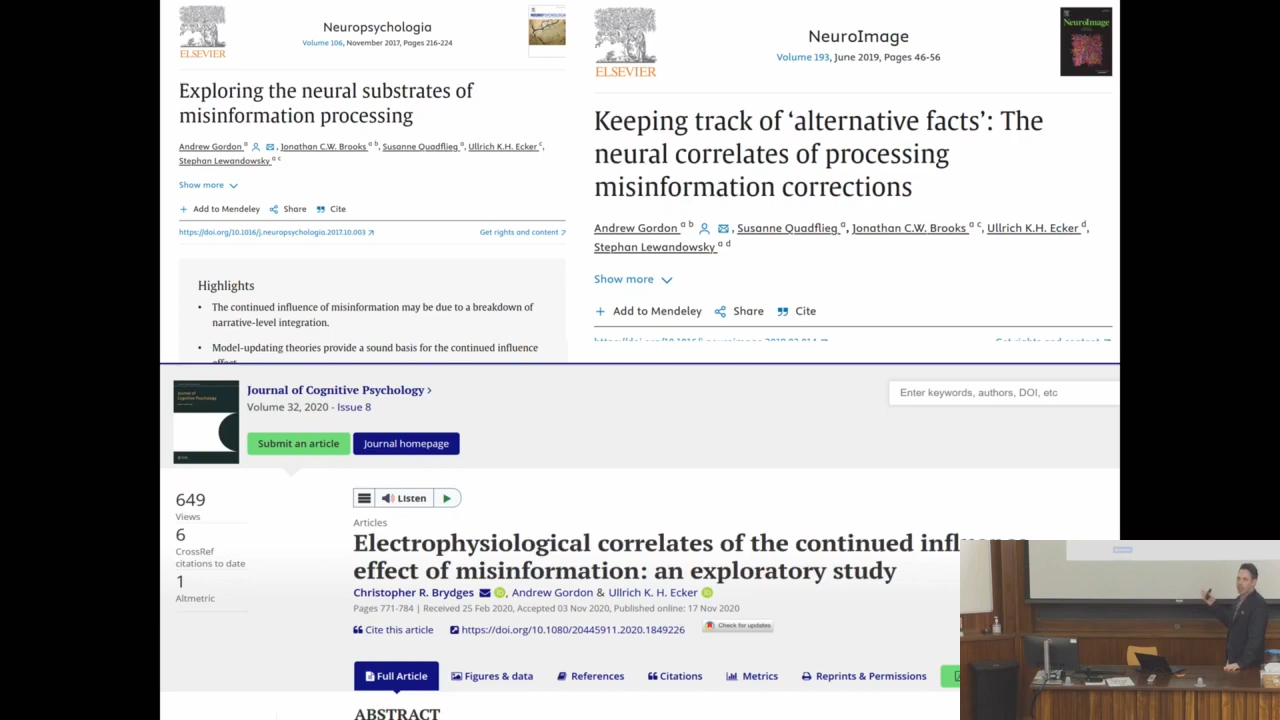 ELSEVIER
Neuropsychologia
Volume 106, November 2017, Pages 216-224
Exploring the neural substrates of
misinformation processing
Andrew Gordon a, Jonathan C.W. Brooks a b, Susanne Quadflieg a, Ullrich K.H. Ecker c,
Stephan Lewandowsky a c
Show more
+ Add to Mendeley Share Cite
https://doi.org/10.1016/j.neuropsychologia.2017.10.003 Get rights and content
Highlights
• The continued influence of misinformation may be due to a breakdown of
narrative-level integration.
• Model-updating theories provide a sound basis for the continued influence
effect.
ELSEVIER
NeuroImage
Volume 193, June 2019, Pages 46-56
NeuroImage
Keeping track of ‘alternative facts’: The
neural correlates of processing
misinformation corrections
Andrew Gordon a b, Susanne Quadflieg a, Jonathan C.W. Brooks a c, Ullrich K.H. Ecker d,
Stephan Lewandowsky a d
Show more
+ Add to Mendeley Share Cite
Get rights and content
Journal of Cognitive Psychology >
Volume 32, 2020 - Issue 8
Enter keywords, authors, DOI, etc
Submit an article Journal homepage
649
Views
6
CrossRef
citations to date
1
Altmetric
Listen
Articles
Electrophysiological correlates of the continued influence
effect of misinformation: an exploratory study
Christopher R. Brydges, Andrew Gordon & Ullrich K. H. Ecker
Pages 771-784 | Received 25 Feb 2020, Accepted 03 Nov 2020, Published online: 17 Nov 2020
Cite this article https://doi.org/10.1080/20445911.2020.1849226 Check for updates
Full Article Figures & data References Citations Metrics Reprints & Permissions
ABSTRACT